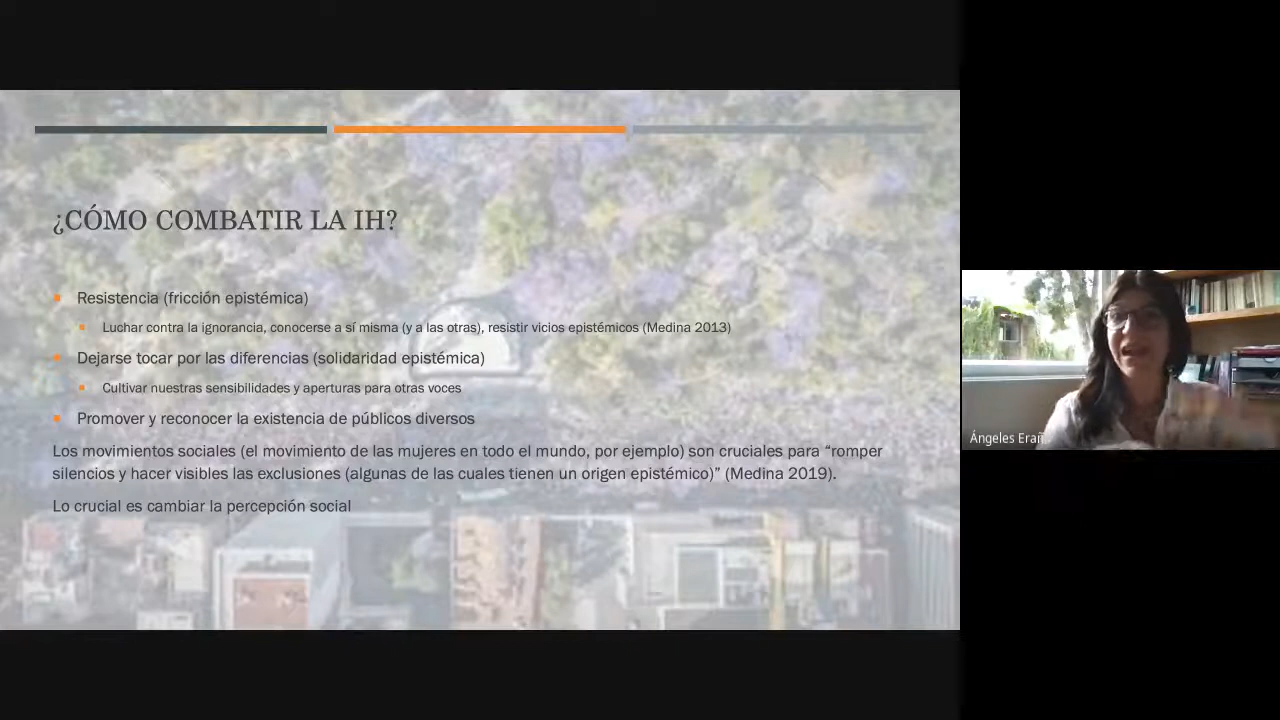 ¿CÓMO COMBATIR LA IH?
Resistencia (fricción epistémica)
Luchar contra la ignorancia, conocerse a sí misma (y a las otras), resistir vicios epistémicos (Medina 2013)
Dejarse tocar por las diferencias (solidaridad epistémica)
Cultivar nuestras sensibilidades y aperturas para otras voces
Promover y reconocer la existencia de públicos diversos
Los movimientos sociales (el movimiento de las mujeres en todo el mundo, por ejemplo) son cruciales para “romper
silencios y hacer visibles las exclusiones (algunas de las cuales tienen un origen epistémico)” (Medina 2019).
Lo crucial es cambiar la percepción social
Ángeles